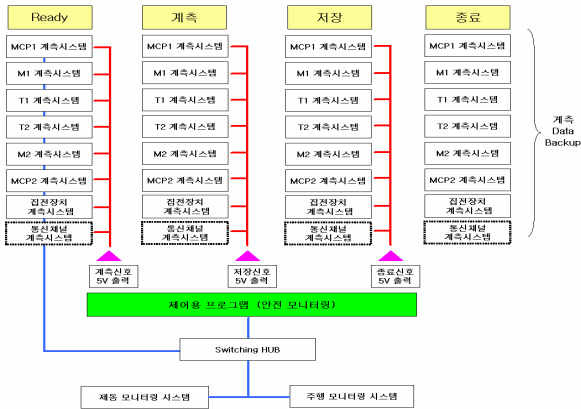 Ready
계측
저장
종료
MCP1 계측시스템
M1 계측시스템
T1 계측시스템
T2 계측시스템
M2 계측시스템
MCP2 계측시스템
집전장치
계측시스템
통신채널
계측시스템
MCP1 계측시스템
M1 계측시스템
T1 계측시스템
T2 계측시스템
M2 계측시스템
MCP2 계측시스템
집전장치
계측시스템
통신채널
계측시스템
MCP1 계측시스템
M1 계측시스템
T1 계측시스템
T2 계측시스템
M2 계측시스템
MCP2 계측시스템
집전장치
계측시스템
통신채널
계측시스템
MCP1 계측시스템
M1 계측시스템
T1 계측시스템
T2 계측시스템
M2 계측시스템
MCP2 계측시스템
집전장치
계측시스템
통신채널
계측시스템
계측
Data
Backup
계측신호
5V 출력
저장신호
5V 출력
종료신호
5V 출력
제어용 프로그램 (안전 모니터링)
Switching HUB
제동 모니터링 시스템
주행 모니터링 시스템